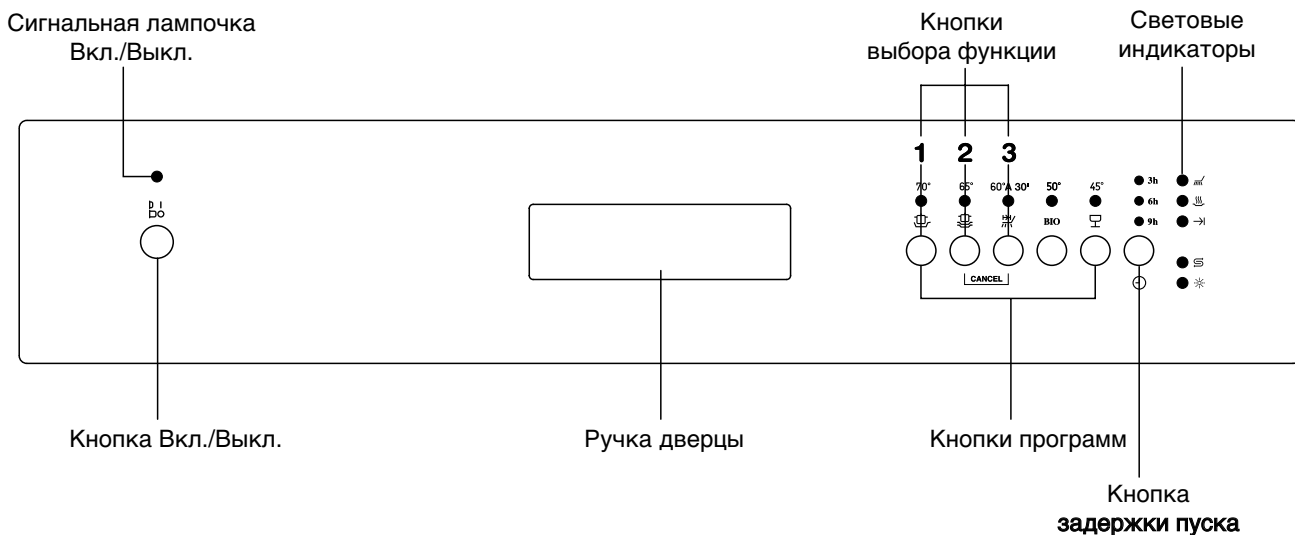 Сигнальная лампочка
Вкл./Выкл.
Кнопки
выбора функции
Световые
индикаторы
1 2 3
70° 65° 60°A 30' 50° 45°
3h
6h
9h
BIO
CANCEL
Кнопка Вкл./Выкл.
Ручка дверцы
Кнопки программ
Кнопка
задержки пуска